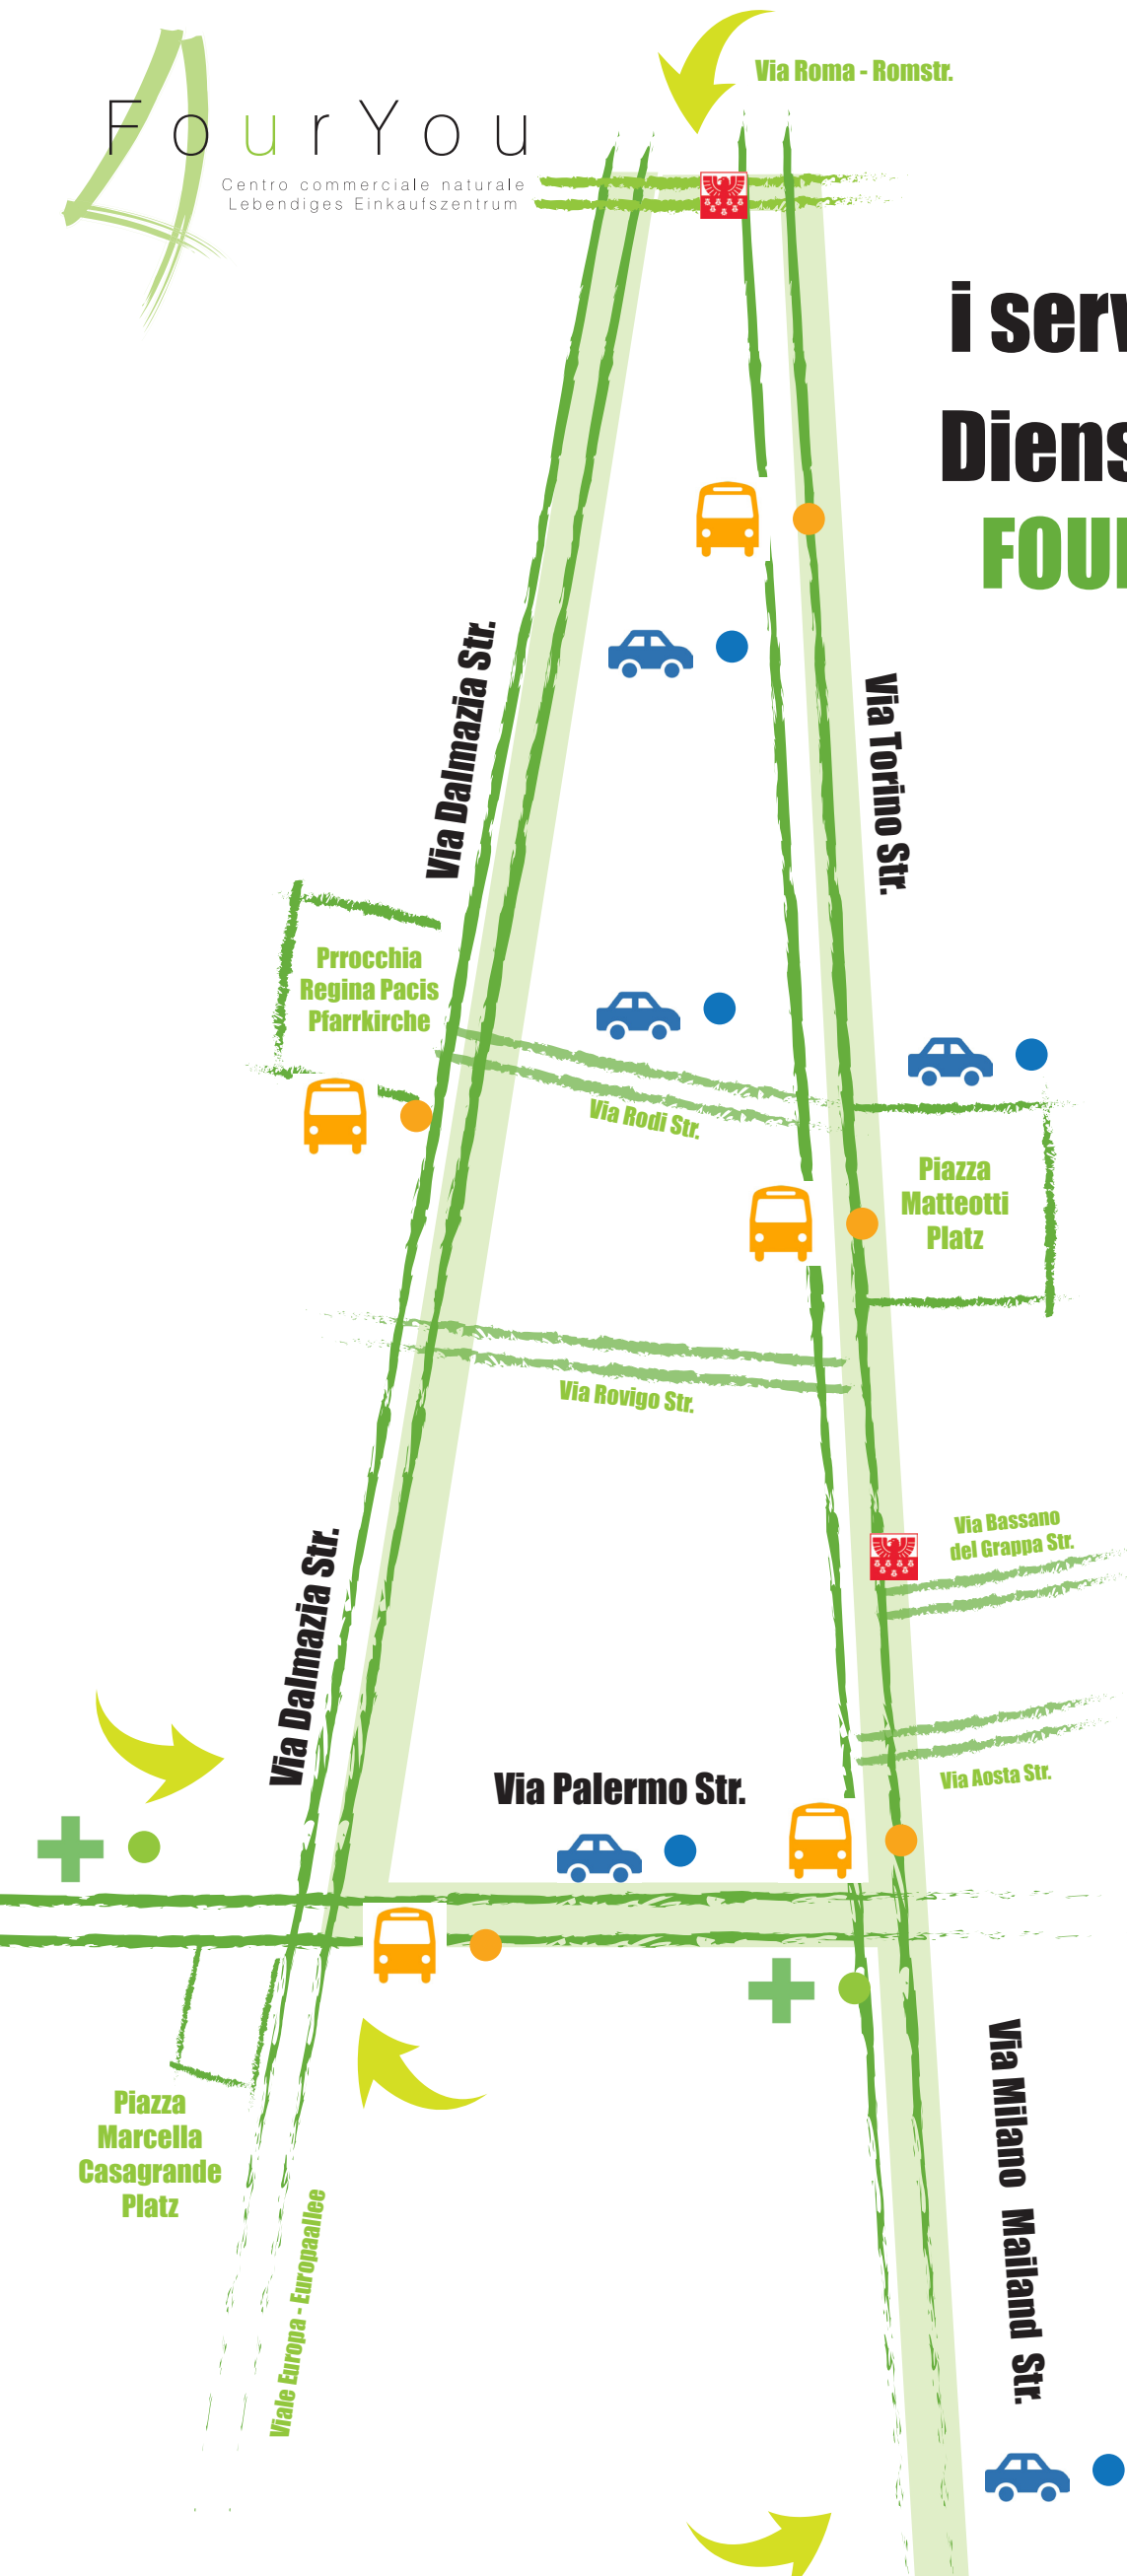 Via Roma - Romstr.
FourYou
Centro commerciale naturale
Lebendiges Einkaufszentrum
i serv
Diens
FOUR
Via Dalmazia Str.
Via Torino Str.
Prrocchia
Regina Pacis
Pfarrkirche
Via Rodi Str.
Piazza
Matteotti
Platz
Via Rovigo Str.
Via Bassano
del Grappa Str.
Via Dalmazia Str.
Via Palermo Str.
Via Aosta Str.
Via Milano Mailand Str.
Piazza
Marcella
Casagrande
Platz
Viale Europa - Europaallee